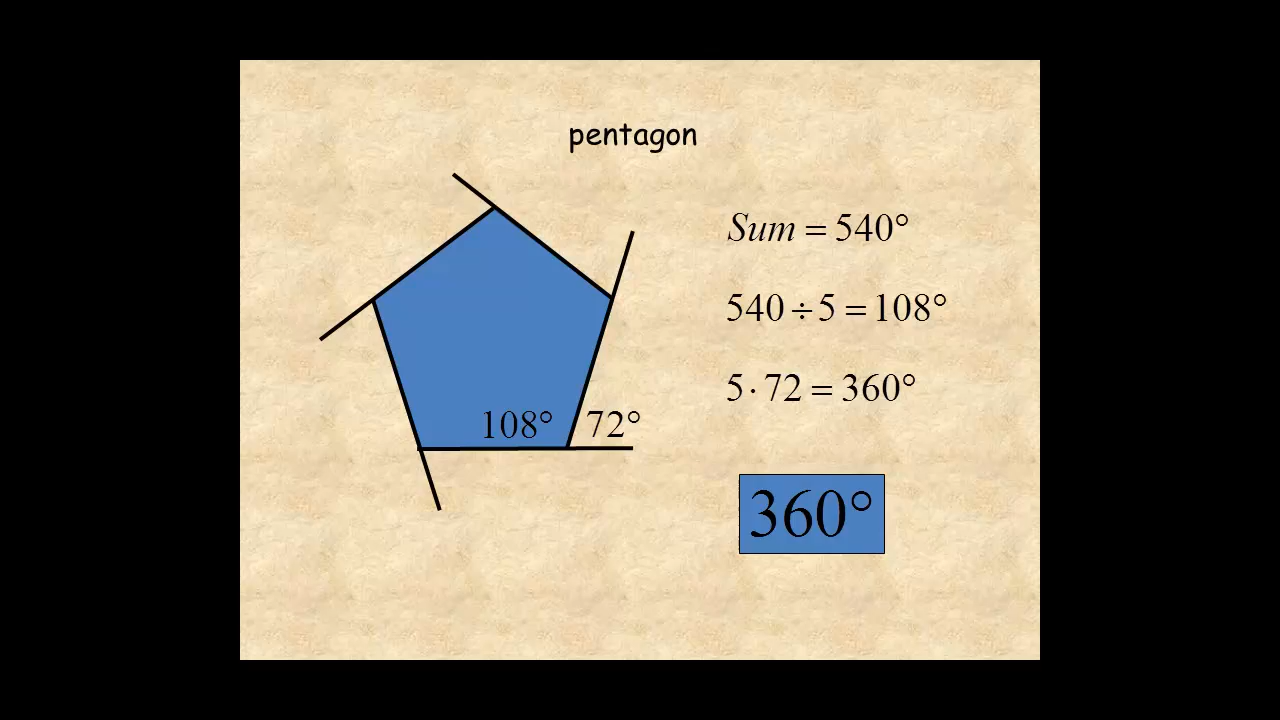 pentagon
Sum = 540°
540 ÷ 5 = 108°
5 · 72 = 360°
108° 72°
360°